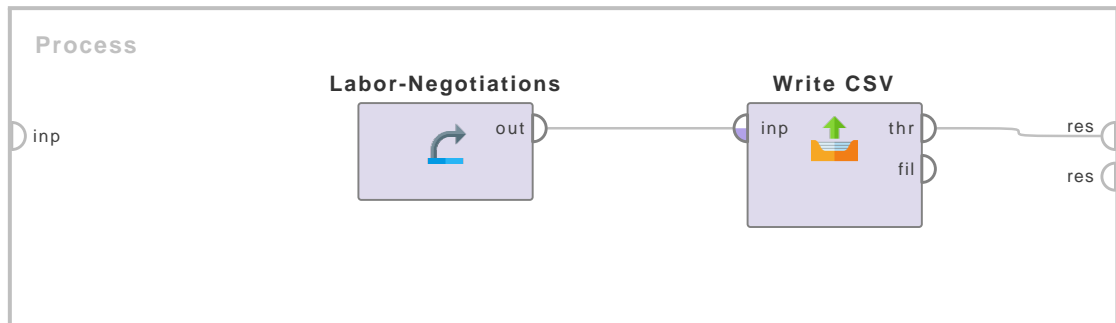 Process
Labor-Negotiations
Write CSV
inp
out
inp
thr
fil
res
res